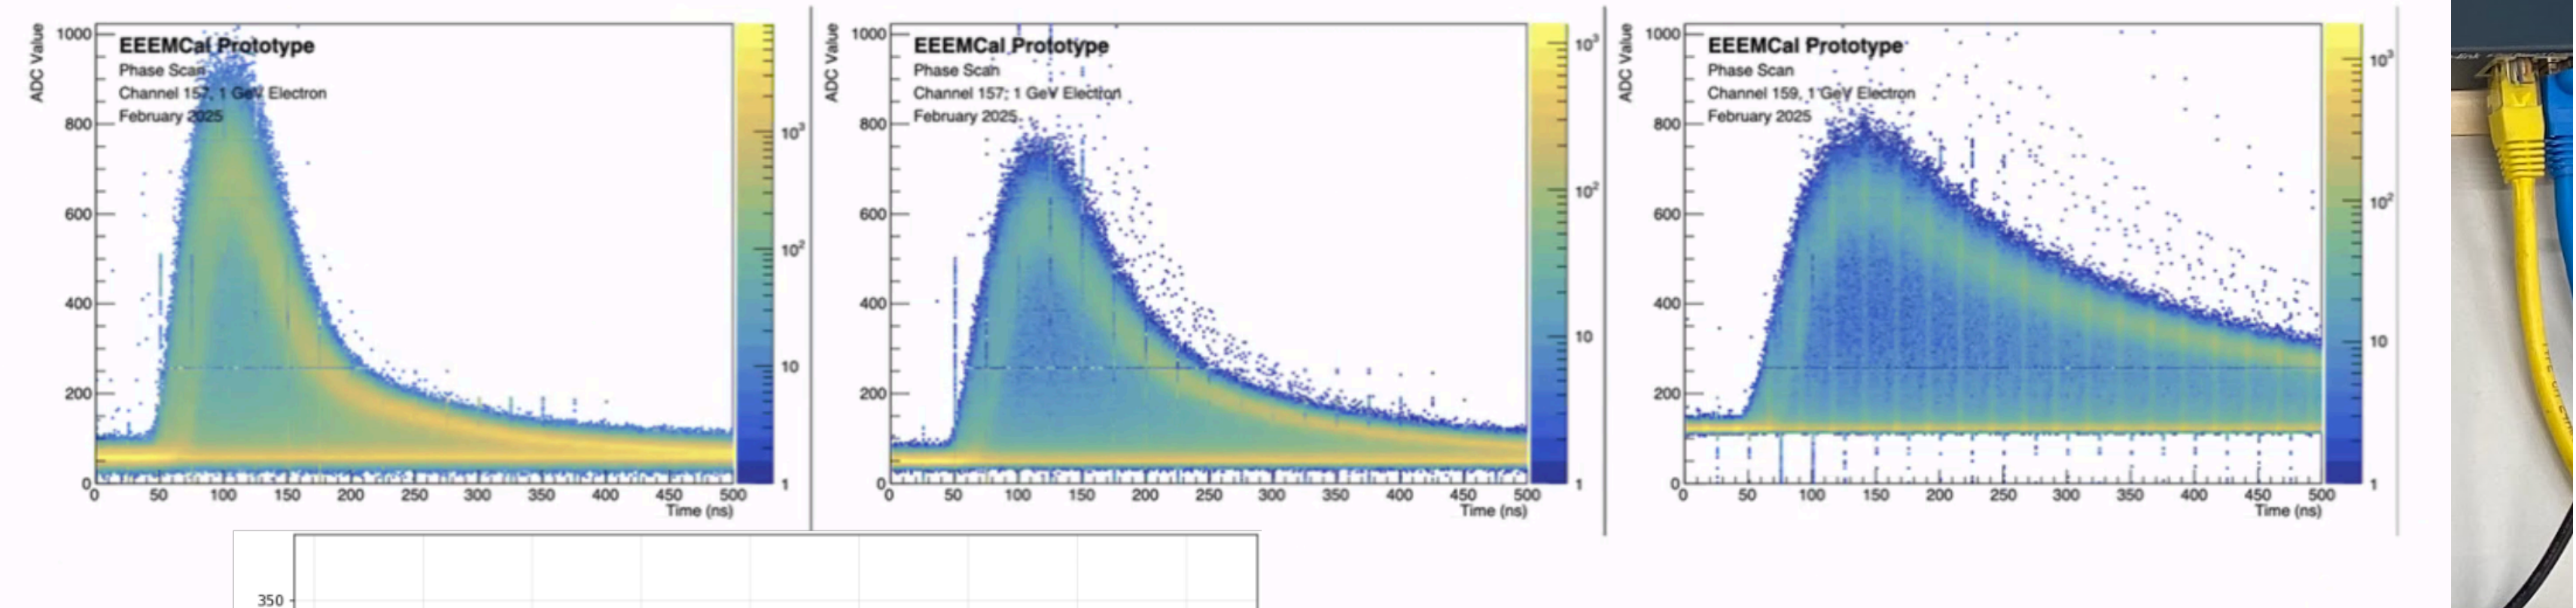 ADC Value
1000
800
600
400
200
0
EEEMCal Prototype
Phase Scan
Channel 157, 1 GeV Electron
February 2025
0 50 100 150 200 250 300 350 400 450 500
Time (ns)
10³
10²
10
1
ADC Value
1000
800
600
400
200
0
EEEMCal Prototype
Phase Scan
Channel 157, 1 GeV Electron
February 2025
0 50 100 150 200 250 300 350 400 450 500
Time (ns)
10³
10²
10
1
ADC Value
1000
800
600
400
200
0
EEEMCal Prototype
Phase Scan
Channel 159, 1 GeV Electron
February 2025
0 50 100 150 200 250 300 350 400 450 500
Time (ns)
10³
10²
10
1
350